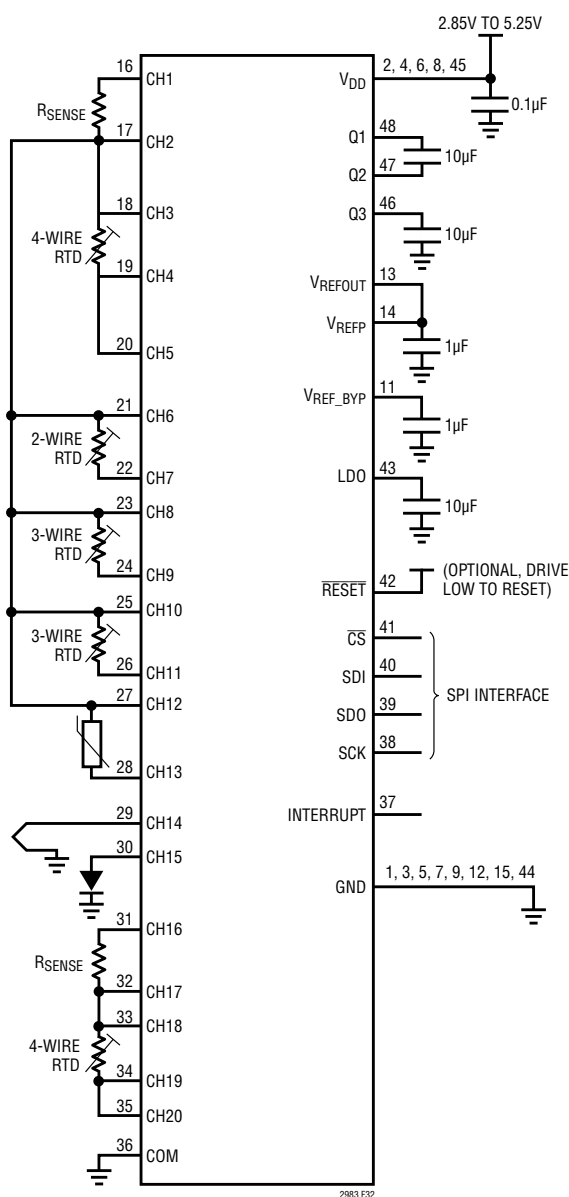 2.85V TO 5.25V
16 CH1
RSENSE
17 CH2
18 CH3
4-WIRE
RTD
19 CH4
20 CH5
21 CH6
2-WIRE
RTD
22 CH7
23 CH8
3-WIRE
RTD
24 CH9
25 CH10
3-WIRE
RTD
26 CH11
27 CH12
28 CH13
29 CH14
30 CH15
31 CH16
RSENSE
32 CH17
33 CH18
4-WIRE
RTD
34 CH19
35 CH20
36 COM
VDD 2, 4, 6, 8, 45
0.1µF
Q1 48
10µF
Q2 47
Q3 46
10µF
VREFOUT 13
VREFP 14
1µF
VREF_BYP 11
1µF
LDO 43
10µF
RESET 42
(OPTIONAL, DRIVE
LOW TO RESET)
CS 41
SDI 40
SPI INTERFACE
SDO 39
SCK 38
INTERRUPT 37
GND 1, 3, 5, 7, 9, 12, 15, 44
2983 F32